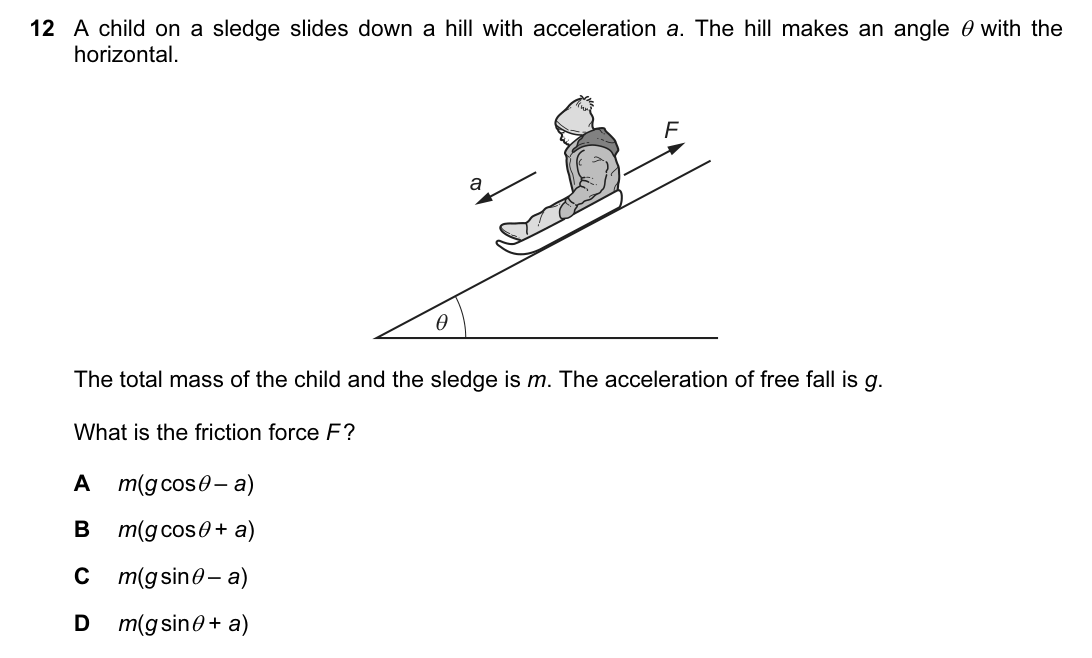 12 A child on a sledge slides down a hill with acceleration a. The hill makes an angle θ with the
horizontal.
F
a
θ
The total mass of the child and the sledge is m. The acceleration of free fall is g.
What is the friction force F?
A m(g cosθ – a)
B m(g cosθ + a)
C m(g sinθ – a)
D m(g sinθ + a)